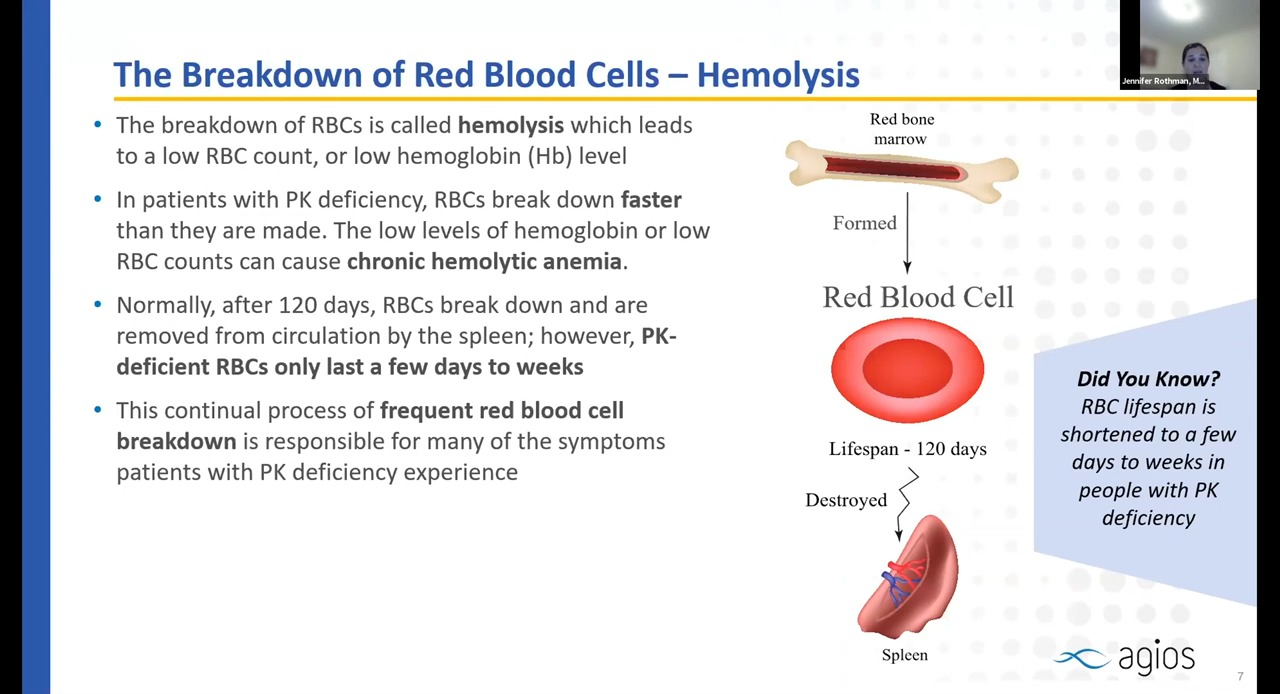 The Breakdown of Red Blood Cells – Hemolysis
Jennifer Rothman, M...
• The breakdown of RBCs is called hemolysis which leads
to a low RBC count, or low hemoglobin (Hb) level
• In patients with PK deficiency, RBCs break down faster
than they are made. The low levels of hemoglobin or low
RBC counts can cause chronic hemolytic anemia.
• Normally, after 120 days, RBCs break down and are
removed from circulation by the spleen; however, PK-
deficient RBCs only last a few days to weeks
• This continual process of frequent red blood cell
breakdown is responsible for many of the symptoms
patients with PK deficiency experience
Red bone
marrow
Formed
Red Blood Cell
Lifespan - 120 days
Destroyed
Spleen
Did You Know?
RBC lifespan is
shortened to a few
days to weeks in
people with PK
deficiency
agios
7